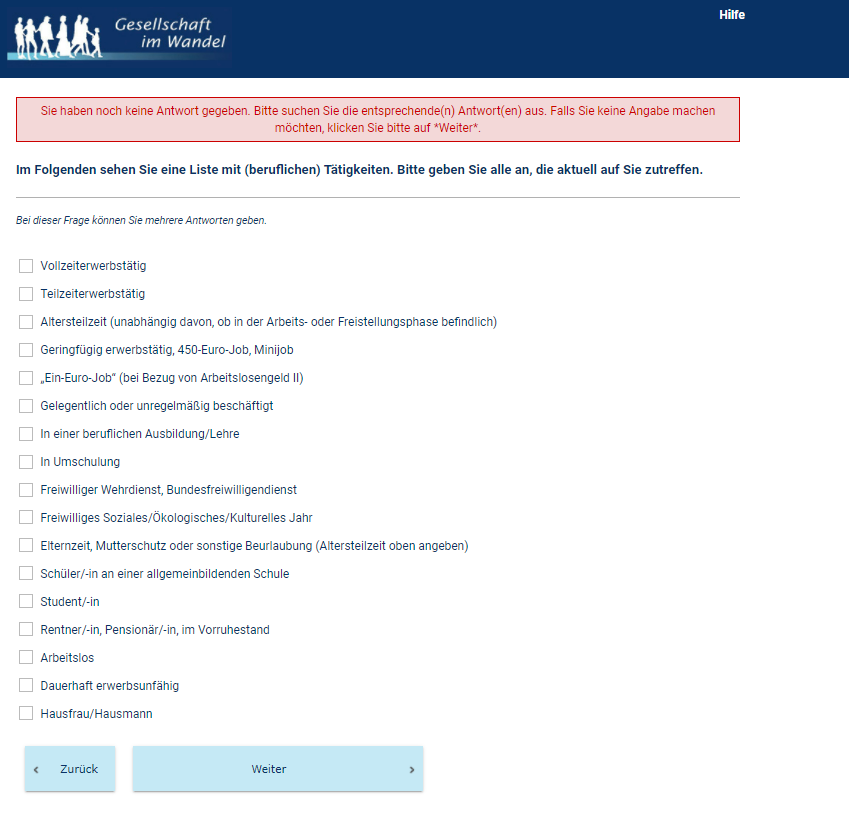 Gesellschaft
im Wandel
Hilfe
Sie haben noch keine Antwort gegeben. Bitte suchen Sie die entsprechende(n) Antwort(en) aus. Falls Sie keine Angabe machen
möchten, klicken Sie bitte auf *Weiter*.
Im Folgenden sehen Sie eine Liste mit (beruflichen) Tätigkeiten. Bitte geben Sie alle an, die aktuell auf Sie zutreffen.
Bei dieser Frage können Sie mehrere Antworten geben.
Vollzeiterwerbstätig
Teilzeiterwerbstätig
Altersteilzeit (unabhängig davon, ob in der Arbeits- oder Freistellungsphase befindlich)
Geringfügig erwerbstätig, 450-Euro-Job, Minijob
„Ein-Euro-Job“ (bei Bezug von Arbeitslosengeld II)
Gelegentlich oder unregelmäßig beschäftigt
In einer beruflichen Ausbildung/Lehre
In Umschulung
Freiwilliger Wehrdienst, Bundesfreiwilligendienst
Freiwilliges Soziales/Ökologisches/Kulturelles Jahr
Elternzeit, Mutterschutz oder sonstige Beurlaubung (Altersteilzeit oben angeben)
Schüler/-in an einer allgemeinbildenden Schule
Student/-in
Rentner/-in, Pensionär/-in, im Vorruhestand
Arbeitslos
Dauerhaft erwerbsunfähig
Hausfrau/Hausmann
‹ Zurück
Weiter ›